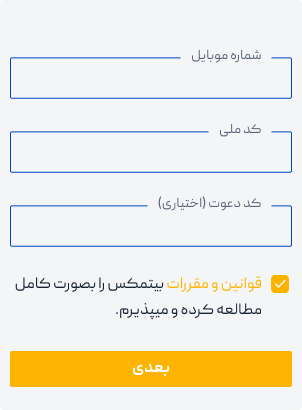 شماره موبایل
کد ملی
کد دعوت (اختیاری)
قوانین و مقررات بیتمکس را بصورت کامل
مطالعه کرده و میپذیرم.
بعدی